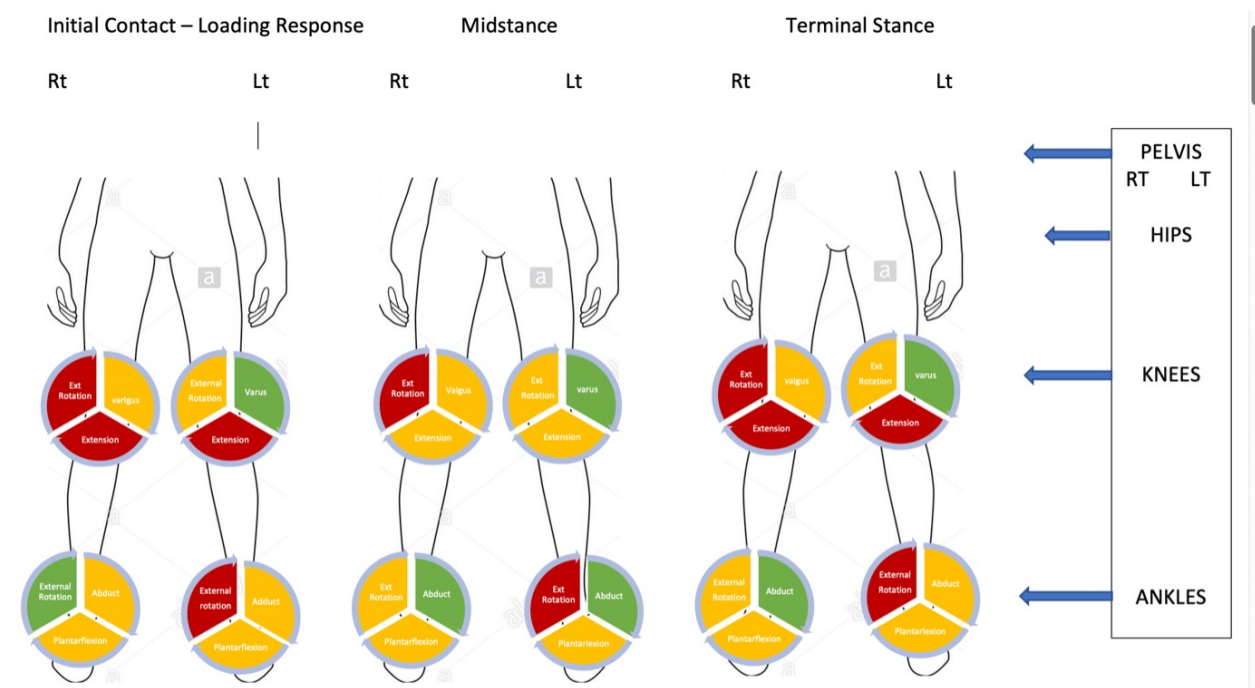 Initial Contact – Loading Response
Midstance
Terminal Stance
Rt
Lt
Rt
Lt
Rt
Lt
PELVIS
RT LT
HIPS
KNEES
ANKLES
Ext
Rotation
varlgus
Extension
External
Rotation
Varus
Extension
Ext
Rotation
Valgus
Extension
Ext
Rotation
varus
Extension
Ext
Rotation
valgus
Extension
Ext
Rotation
varus
Extension
External
Rotation
Abduct
Plantarflexion
External
rotation
Adduct
Plantarflexion
Ext
Rotation
Abduct
Plantarflexion
Ext
Rotation
Abduct
Plantarlexion
External
Rotation
Abduct
Plantarflexion
External
Rotation
Abduct
Plantarlexion
a
a
a